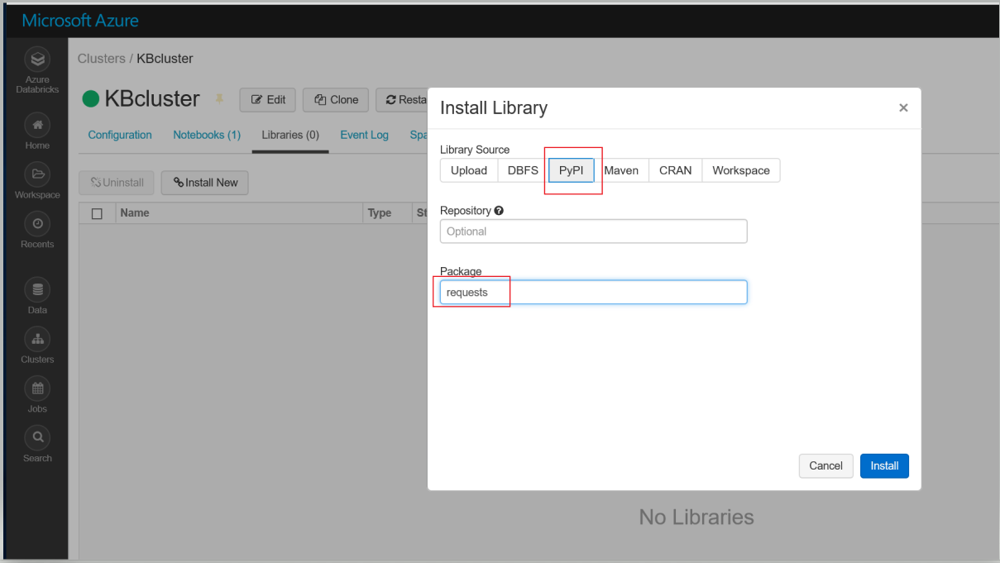 Microsoft Azure
Azure
Databricks
Home
Workspace
Recents
Data
Clusters
Jobs
Search
Clusters / KBcluster
KBcluster
Edit
Clone
Resta
Configuration
Notebooks (1)
Libraries (0)
Event Log
Spa
Uninstall
Install New
Name
Type
St
Install Library
×
Library Source
Upload
DBFS
PyPI
Maven
CRAN
Workspace
Repository ?
Optional
Package
requests
Cancel
Install
No Libraries